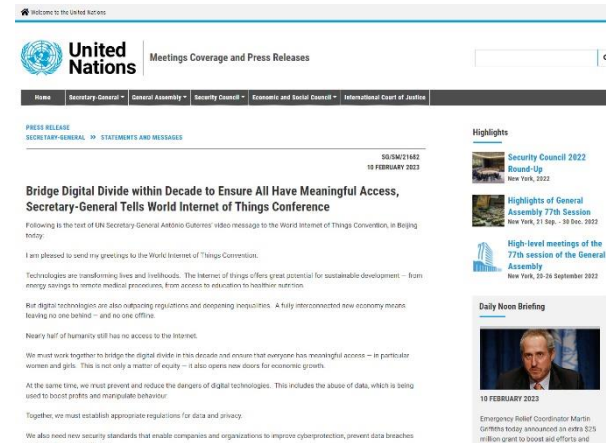 Welcome to the United Nations
United
Nations
Meetings Coverage and Press Releases
Home
Secretary-General
General Assembly
Security Council
Economic and Social Council
International Court of Justice
PRESS RELEASE
SECRETARY-GENERAL » STATEMENTS AND MESSAGES
SG/SM/21682
10 FEBRUARY 2023
Bridge Digital Divide within Decade to Ensure All Have Meaningful Access,
Secretary-General Tells World Internet of Things Conference
Following is the text of UN Secretary-General António Guterres' video message to the World Internet of Things Convention, in Beijing
today:
I am pleased to send my greetings to the World Internet of Things Convention.
Technologies are transforming lives and livelihoods. The Internet of things offers great potential for sustainable development — from
energy savings to remote medical procedures, from access to education to healthier nutrition.
But digital technologies are also outpacing regulations and deepening inequalities. A fully interconnected new economy means
leaving no one behind — and no one offline.
Nearly half of humanity still has no access to the Internet.
We must work together to bridge the digital divide in this decade and ensure that everyone has meaningful access — in particular
women and girls. This is not only a matter of equity — it also opens new doors for economic growth.
At the same time, we must prevent and reduce the dangers of digital technologies. This includes the abuse of data, which is being
used to boost profits and manipulate behaviour.
Together, we must establish appropriate regulations for data and privacy.
We also need new security standards that enable companies and organizations to improve cyberprotection, prevent data breaches
Highlights
Security Council 2022
Round-Up
New York, 2022
Highlights of General
Assembly 77th Session
New York, 21 Sep. - 30 Dec. 2022
High-level meetings of the
77th session of the General
Assembly
New York, 20-26 September 2022
Daily Noon Briefing
10 FEBRUARY 2023
Emergency Relief Coordinator Martin
Griffiths today announced an extra $25
million grant to boost aid efforts and